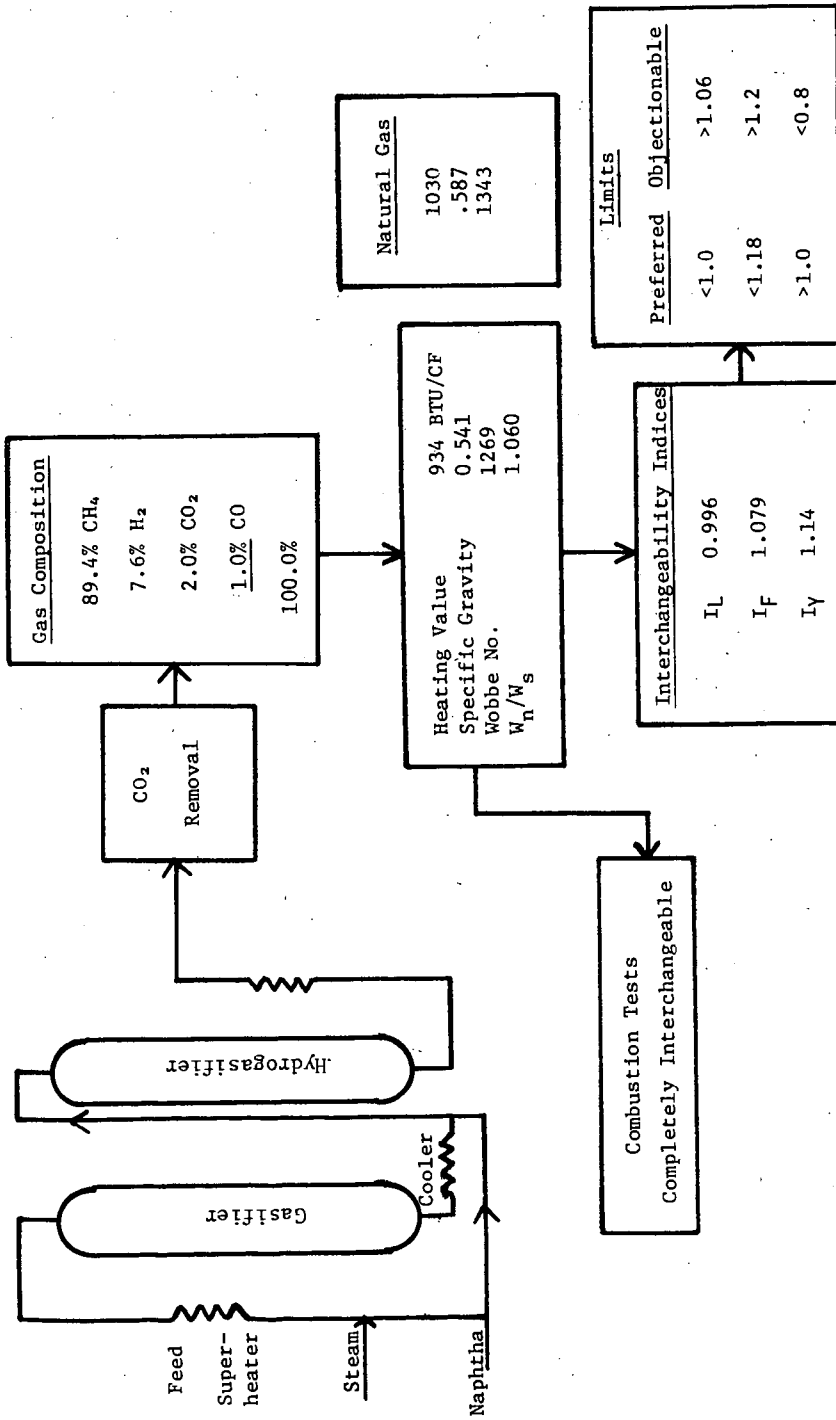 Feed
Super-
heater
Steam
Naphtha
Gasifier
Cooler
Hydrogasifier
CO₂
Removal
Gas Composition
89.4% CH₄
7.6% H₂
2.0% CO₂
1.0% CO
100.0%
Heating Value 934 BTU/CF
Specific Gravity 0.541
Wobbe No. 1269
Wn/Ws 1.060
Natural Gas
1030
.587
1343
Combustion Tests
Completely Interchangeable
Interchangeability Indices
IL 0.996
IF 1.079
IY 1.14
Limits
Preferred Objectionable
<1.0 >1.06
<1.18 >1.2
>1.0 <0.8